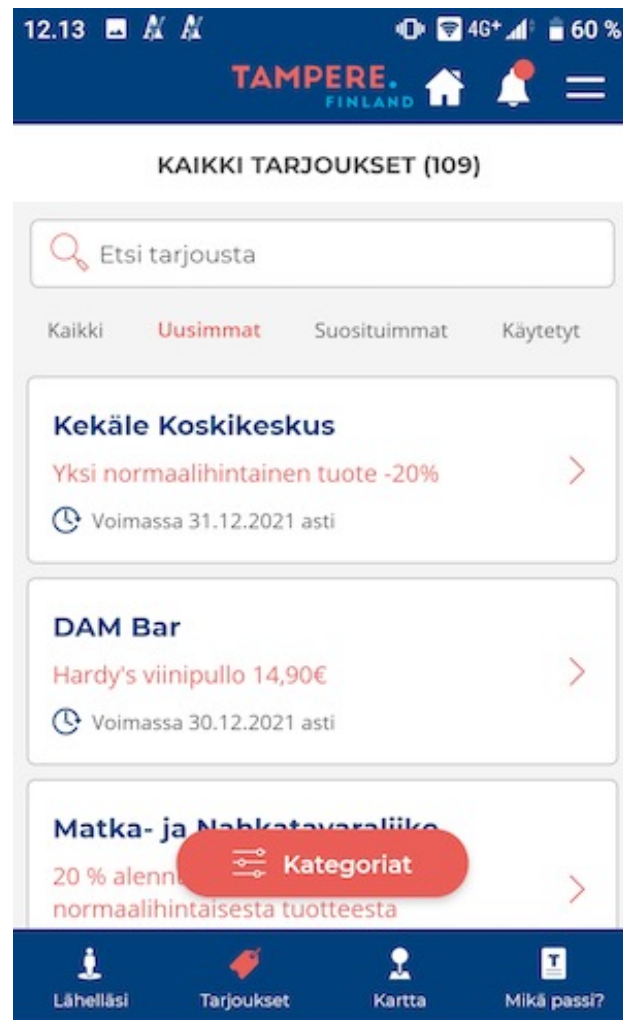 12.13 4G+ 60 %
TAMPERE.
FINLAND
KAIKKI TARJOUKSET (109)
Etsi tarjousta
Kaikki Uusimmat Suosituimmat Käytetyt
Kekäle Koskikeskus
Yksi normaalihintainen tuote -20%
Voimassa 31.12.2021 asti
DAM Bar
Hardy's viinipullo 14,90€
Voimassa 30.12.2021 asti
Matka- ja Nahkatavaraliike
20 %
Kategoriat
normaalihintaisesta tuotteesta
Lähelläsi Tarjoukset Kartta Mikä passi?